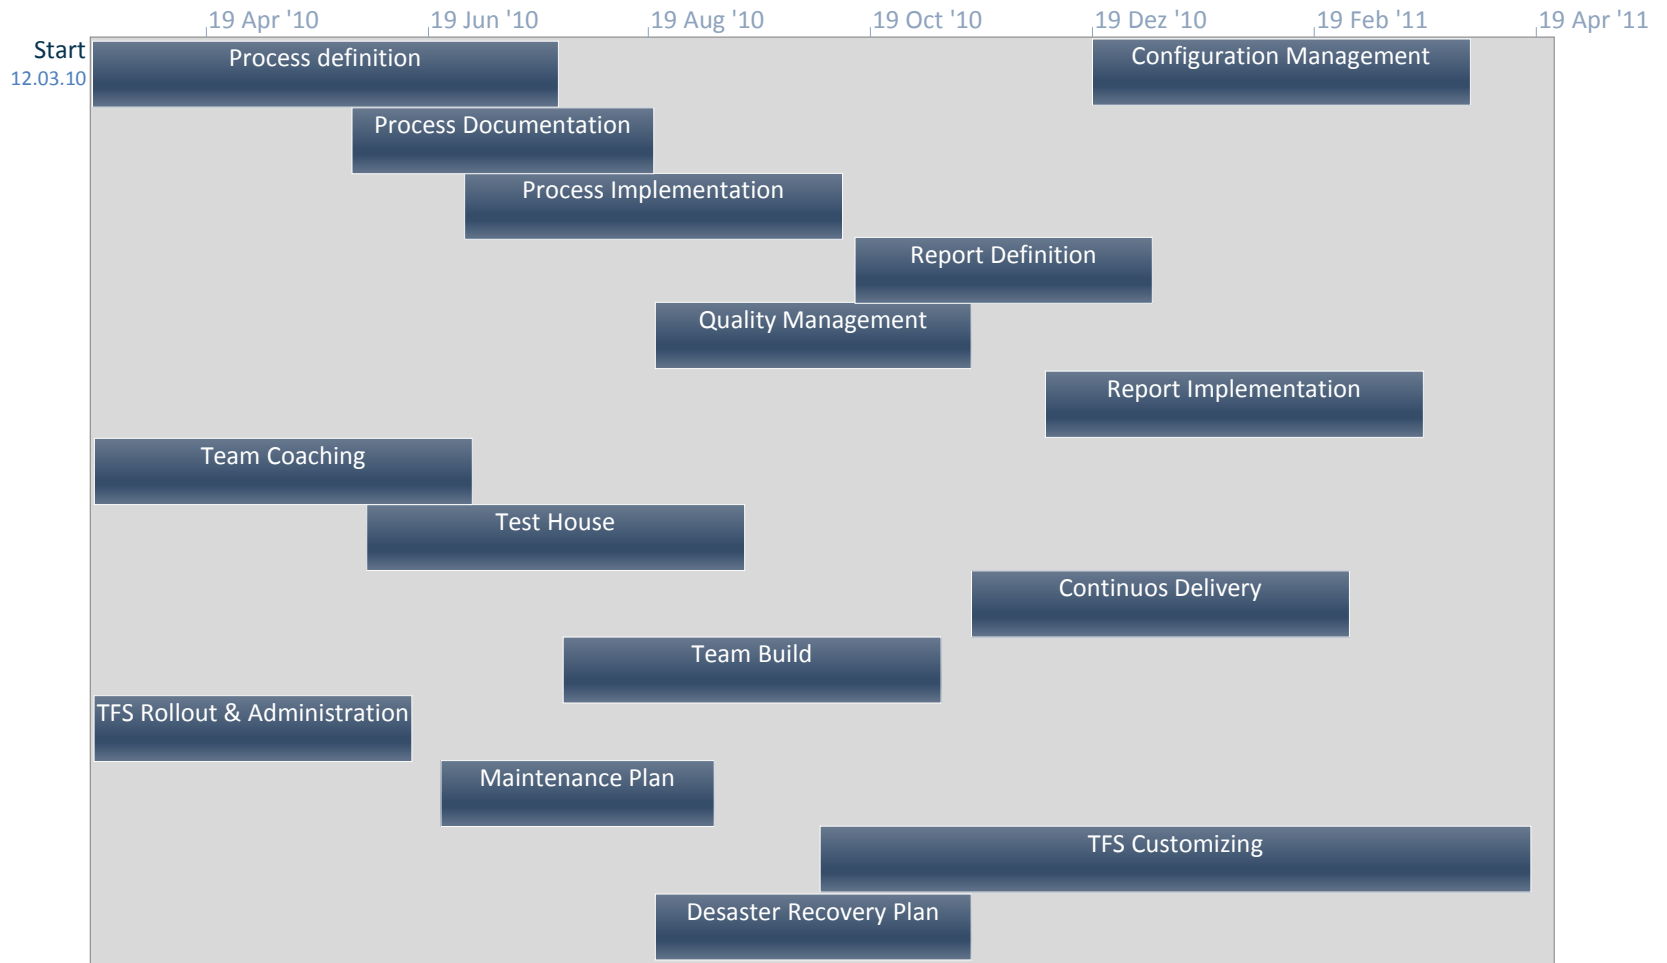 19 Apr '10
19 Jun '10
19 Aug '10
19 Oct '10
19 Dez '10
19 Feb '11
19 Apr '11
Start
12.03.10
Process definition
Configuration Management
Process Documentation
Process Implementation
Report Definition
Quality Management
Report Implementation
Team Coaching
Test House
Continuos Delivery
Team Build
TFS Rollout & Administration
Maintenance Plan
TFS Customizing
Desaster Recovery Plan